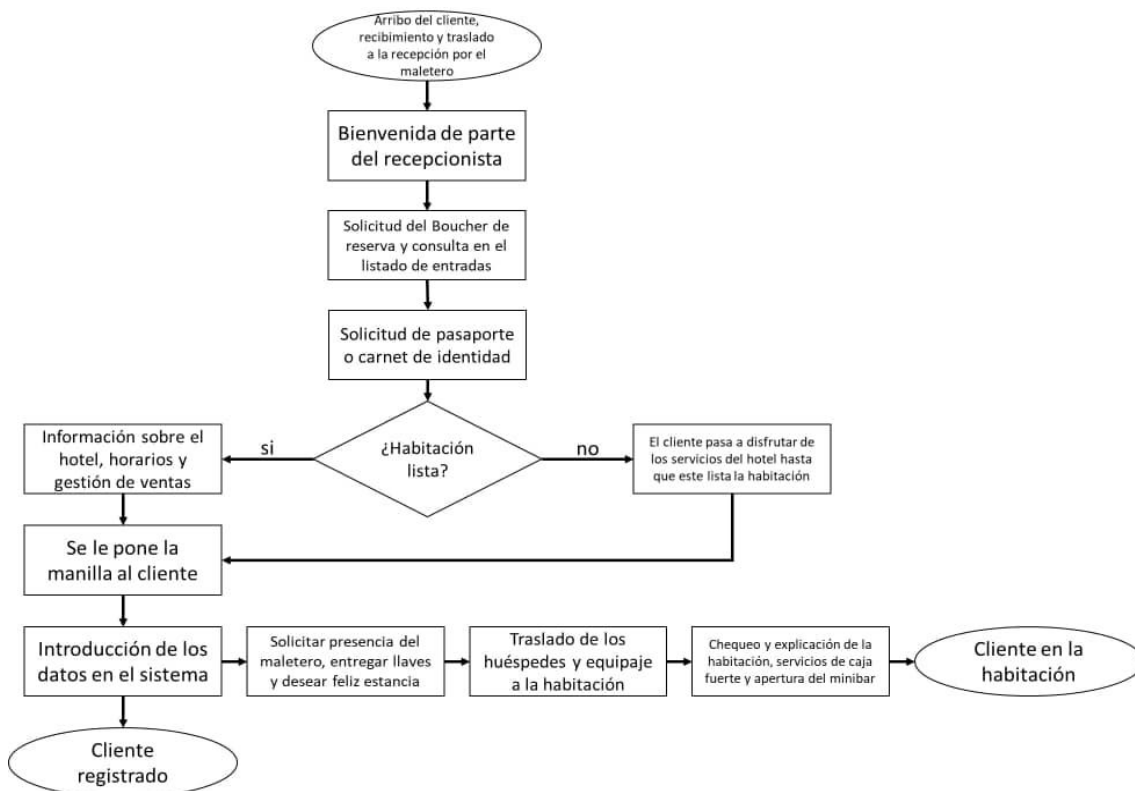 Arribo del cliente,
recibimiento y traslado
a la recepción por el
maletero
Bienvenida de parte
del recepcionista
Solicitud del Boucher de
reserva y consulta en el
listado de entradas
Solicitud de pasaporte
o carnet de identidad
¿Habitación
lista?
si
no
Información sobre el
hotel, horarios y
gestión de ventas
El cliente pasa a disfrutar de
los servicios del hotel hasta
que este lista la habitación
Se le pone la
manilla al cliente
Introducción de los
datos en el sistema
Solicitar presencia del
maletero, entregar llaves
y desear feliz estancia
Traslado de los
huéspedes y equipaje
a la habitación
Chequeo y explicación de la
habitación, servicios de caja
fuerte y apertura del minibar
Cliente en la
habitación
Cliente
registrado